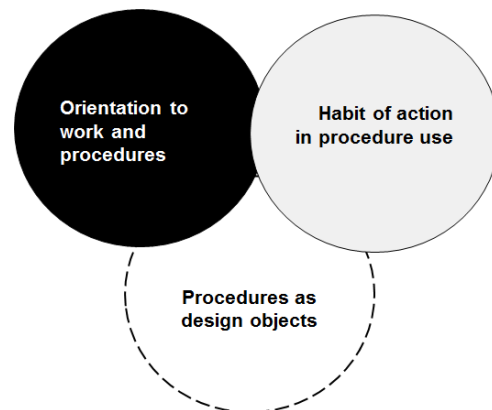 Orientation to
work and
procedures
Habit of action
in procedure use
Procedures as
design objects